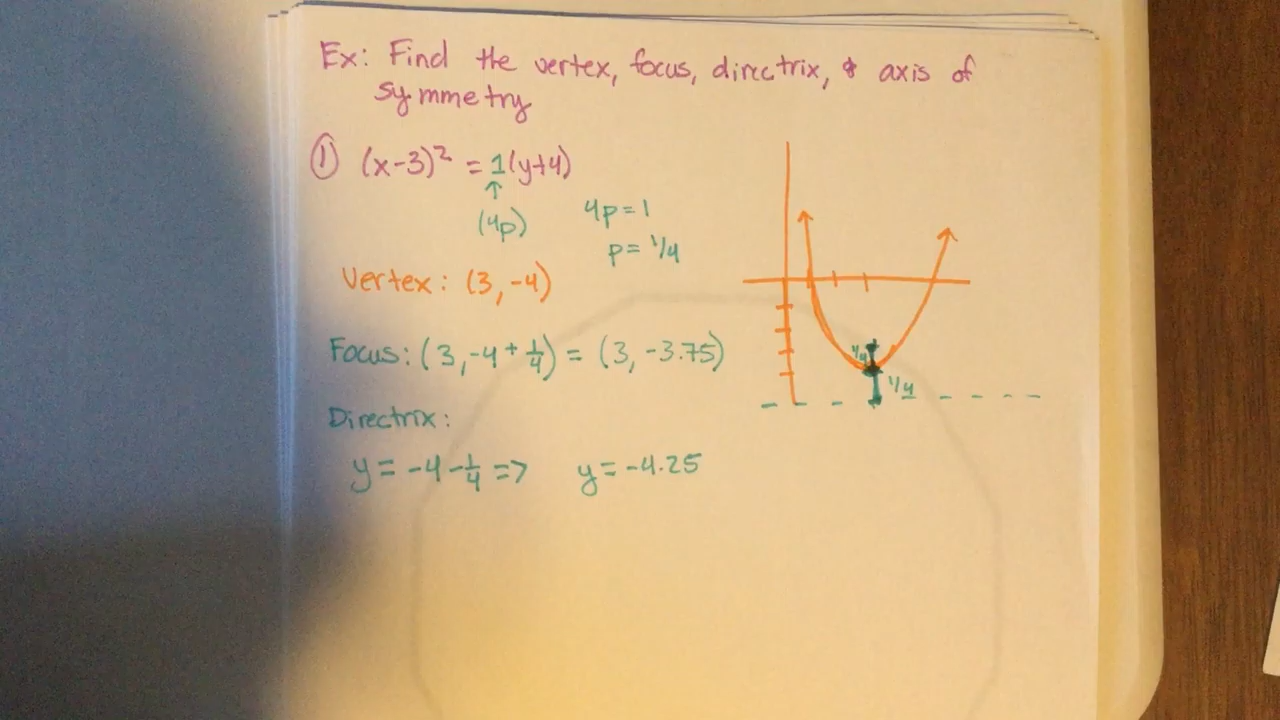 Ex: Find the vertex, focus, directrix, & axis of
symmetry
① (x-3)² = 1(y+4)
↑
(4p)
4p=1
p= 1/4
Vertex: (3, -4)
Focus: (3, -4 + 1/4) = (3, -3.75)
Directrix:
y = -4 - 1/4 => y = -4.25
1/4
1/4